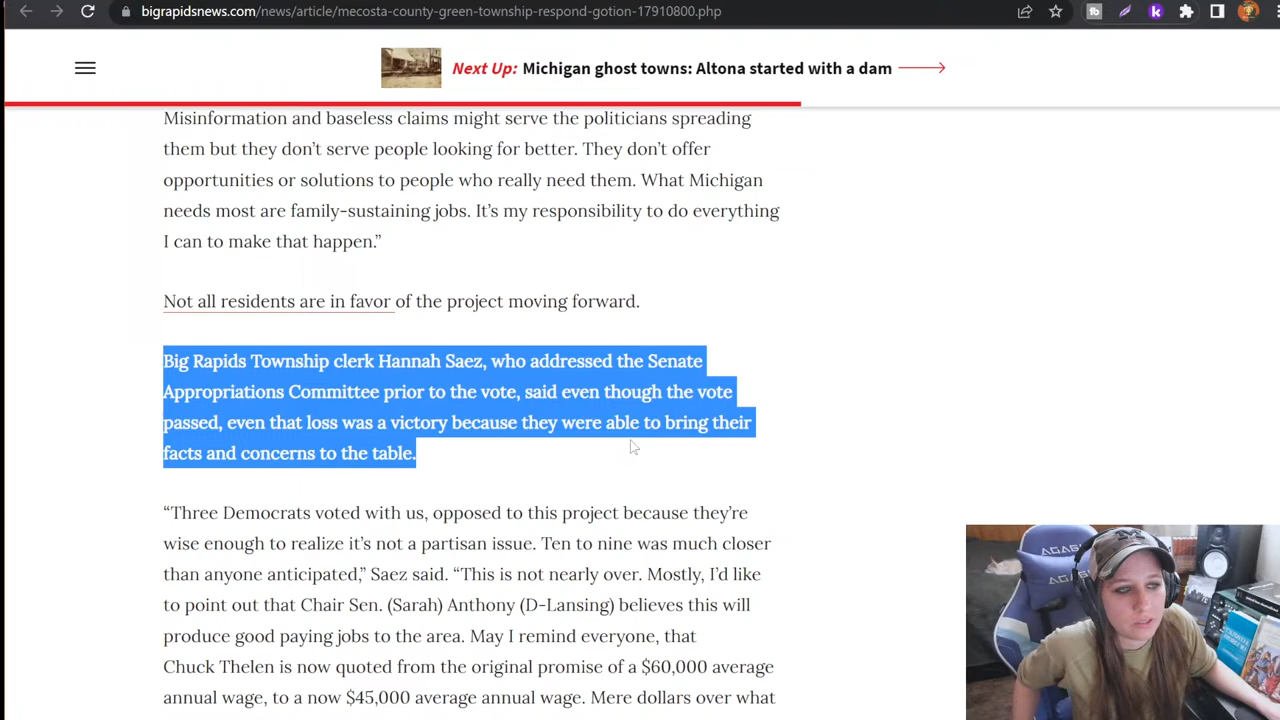 bigrapidsnews.com/news/article/mecosta-county-green-township-respond-gotion-17910800.php
Next Up: Michigan ghost towns: Altona started with a dam
Misinformation and baseless claims might serve the politicians spreading
them but they don’t serve people looking for better. They don’t offer
opportunities or solutions to people who really need them. What Michigan
needs most are family-sustaining jobs. It’s my responsibility to do everything
I can to make that happen.”
Not all residents are in favor of the project moving forward.
Big Rapids Township clerk Hannah Saez, who addressed the Senate
Appropriations Committee prior to the vote, said even though the vote
passed, even that loss was a victory because they were able to bring their
facts and concerns to the table.
“Three Democrats voted with us, opposed to this project because they’re
wise enough to realize it’s not a partisan issue. Ten to nine was much closer
than anyone anticipated,” Saez said. “This is not nearly over. Mostly, I’d like
to point out that Chair Sen. (Sarah) Anthony (D-Lansing) believes this will
produce good paying jobs to the area. May I remind everyone, that
Chuck Thelen is now quoted from the original promise of a $60,000 average
annual wage, to a now $45,000 average annual wage. Mere dollars over what